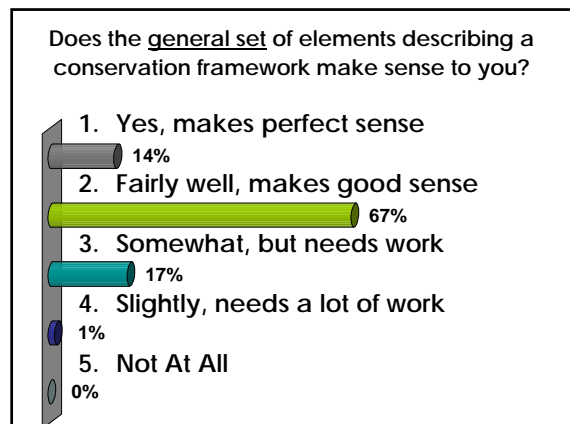 Does the general set of elements describing a
conservation framework make sense to you?
1. Yes, makes perfect sense
14%
2. Fairly well, makes good sense
67%
3. Somewhat, but needs work
17%
4. Slightly, needs a lot of work
1%
5. Not At All
0%